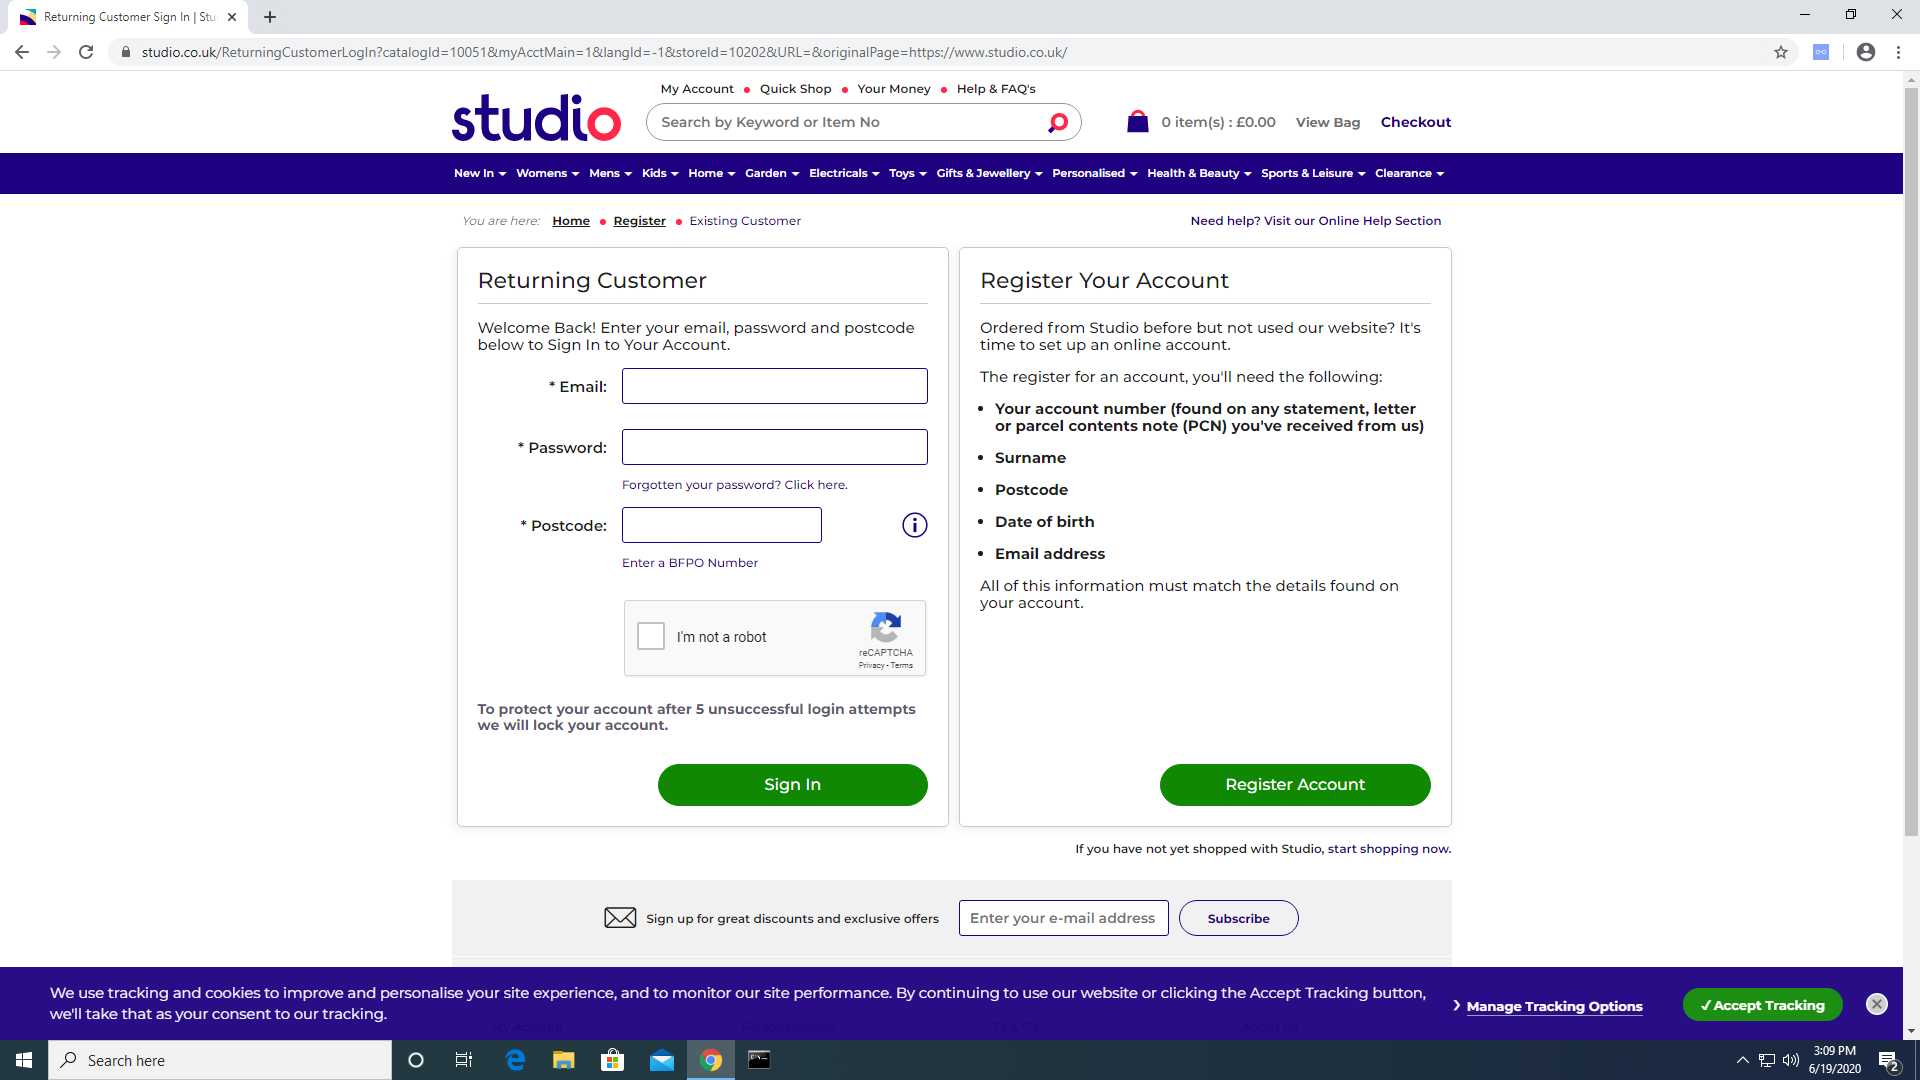 Returning Customer Sign In | Stu
studio.co.uk/ReturningCustomerLogIn?catalogId=10051&myAcctMain=1&langId=-1&storeId=10202&URL=&originalPage=https://www.studio.co.uk/
My Account • Quick Shop • Your Money • Help & FAQ's
studio
Search by Keyword or Item No
0 item(s) : £0.00 View Bag Checkout
New In Womens Mens Kids Home Garden Electricals Toys Gifts & Jewellery Personalised Health & Beauty Sports & Leisure Clearance
You are here: Home • Register • Existing Customer
Need help? Visit our Online Help Section
Returning Customer
Welcome Back! Enter your email, password and postcode
below to Sign In to Your Account.
* Email:
* Password:
Forgotten your password? Click here.
* Postcode:
Enter a BFPO Number
I'm not a robot
reCAPTCHA
Privacy - Terms
To protect your account after 5 unsuccessful login attempts
we will lock your account.
Sign In
Register Your Account
Ordered from Studio before but not used our website? It's
time to set up an online account.
The register for an account, you'll need the following:
• Your account number (found on any statement, letter
or parcel contents note (PCN) you've received from us)
• Surname
• Postcode
• Date of birth
• Email address
All of this information must match the details found on
your account.
Register Account
If you have not yet shopped with Studio, start shopping now.
Sign up for great discounts and exclusive offers
Enter your e-mail address
Subscribe
We use tracking and cookies to improve and personalise your site experience, and to monitor our site performance. By continuing to use our website or clicking the Accept Tracking button,
we'll take that as your consent to our tracking.
Manage Tracking Options
✓Accept Tracking
My Account Personalisation T's & C's About Us
Search here
3:09 PM
6/19/2020
2